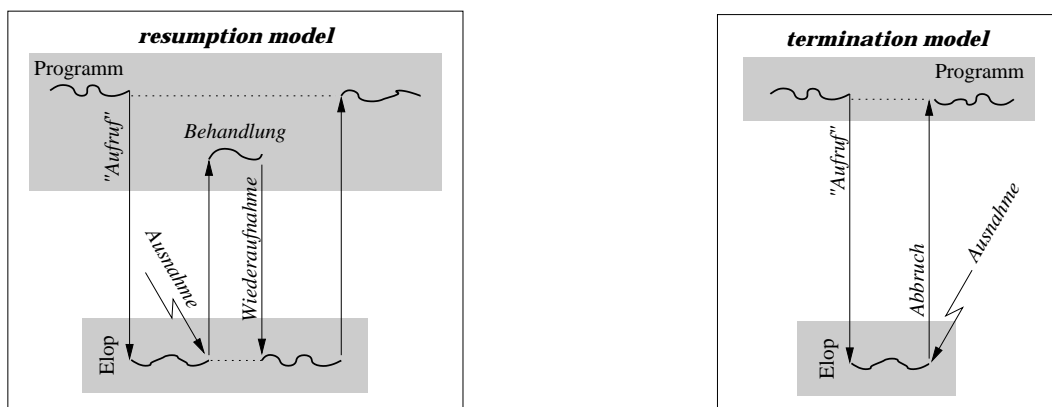 resumption model
Programm
"Aufruf"
Behandlung
Ausnahme
Wiederaufnahme
Elop
termination model
Programm
"Aufruf"
Abbruch
Ausnahme
Elop